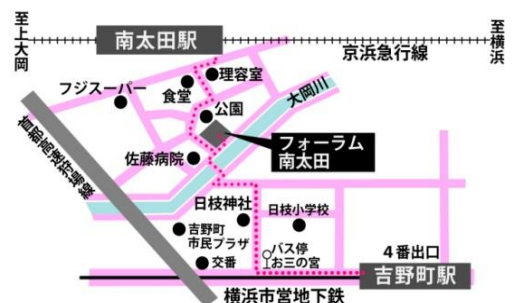 至上大岡
南太田駅
至横浜
京浜急行線
理容室
フジスーパー
食堂
公園
大岡川
首都高速狩場線
フォーラム
南太田
佐藤病院
日枝神社
日枝小学校
吉野町
市民プラザ
バス停
お三の宮
4番出口
交番
吉野町駅
横浜市営地下鉄